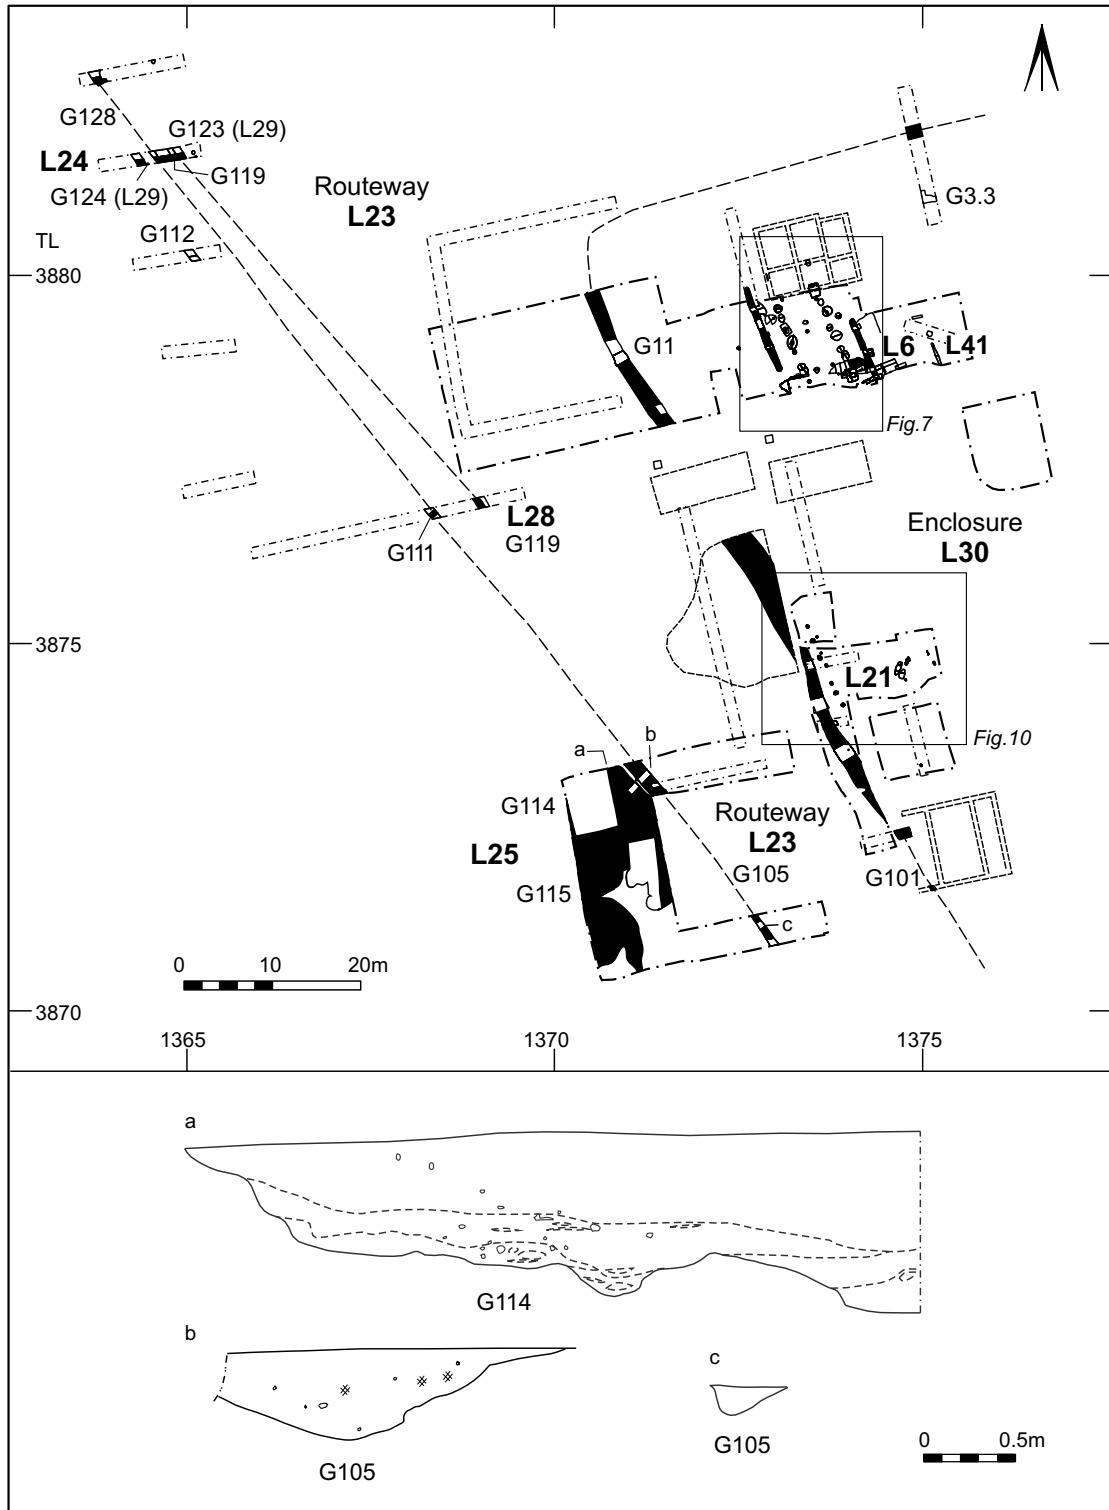 G128
G123 (L29)
L24
G119
G124 (L29)
Routeway
L23
G3.3
G112
TL
3880
G11
L6
L41
Fig.7
L28
G111
G119
Enclosure
L30
3875
L21
a
b
Fig.10
G114
Routeway
L23
L25
G105
G115
G101
c
0 10 20m
3870
1365 1370 1375
a
G114
b
c
G105
G105
0 0.5m